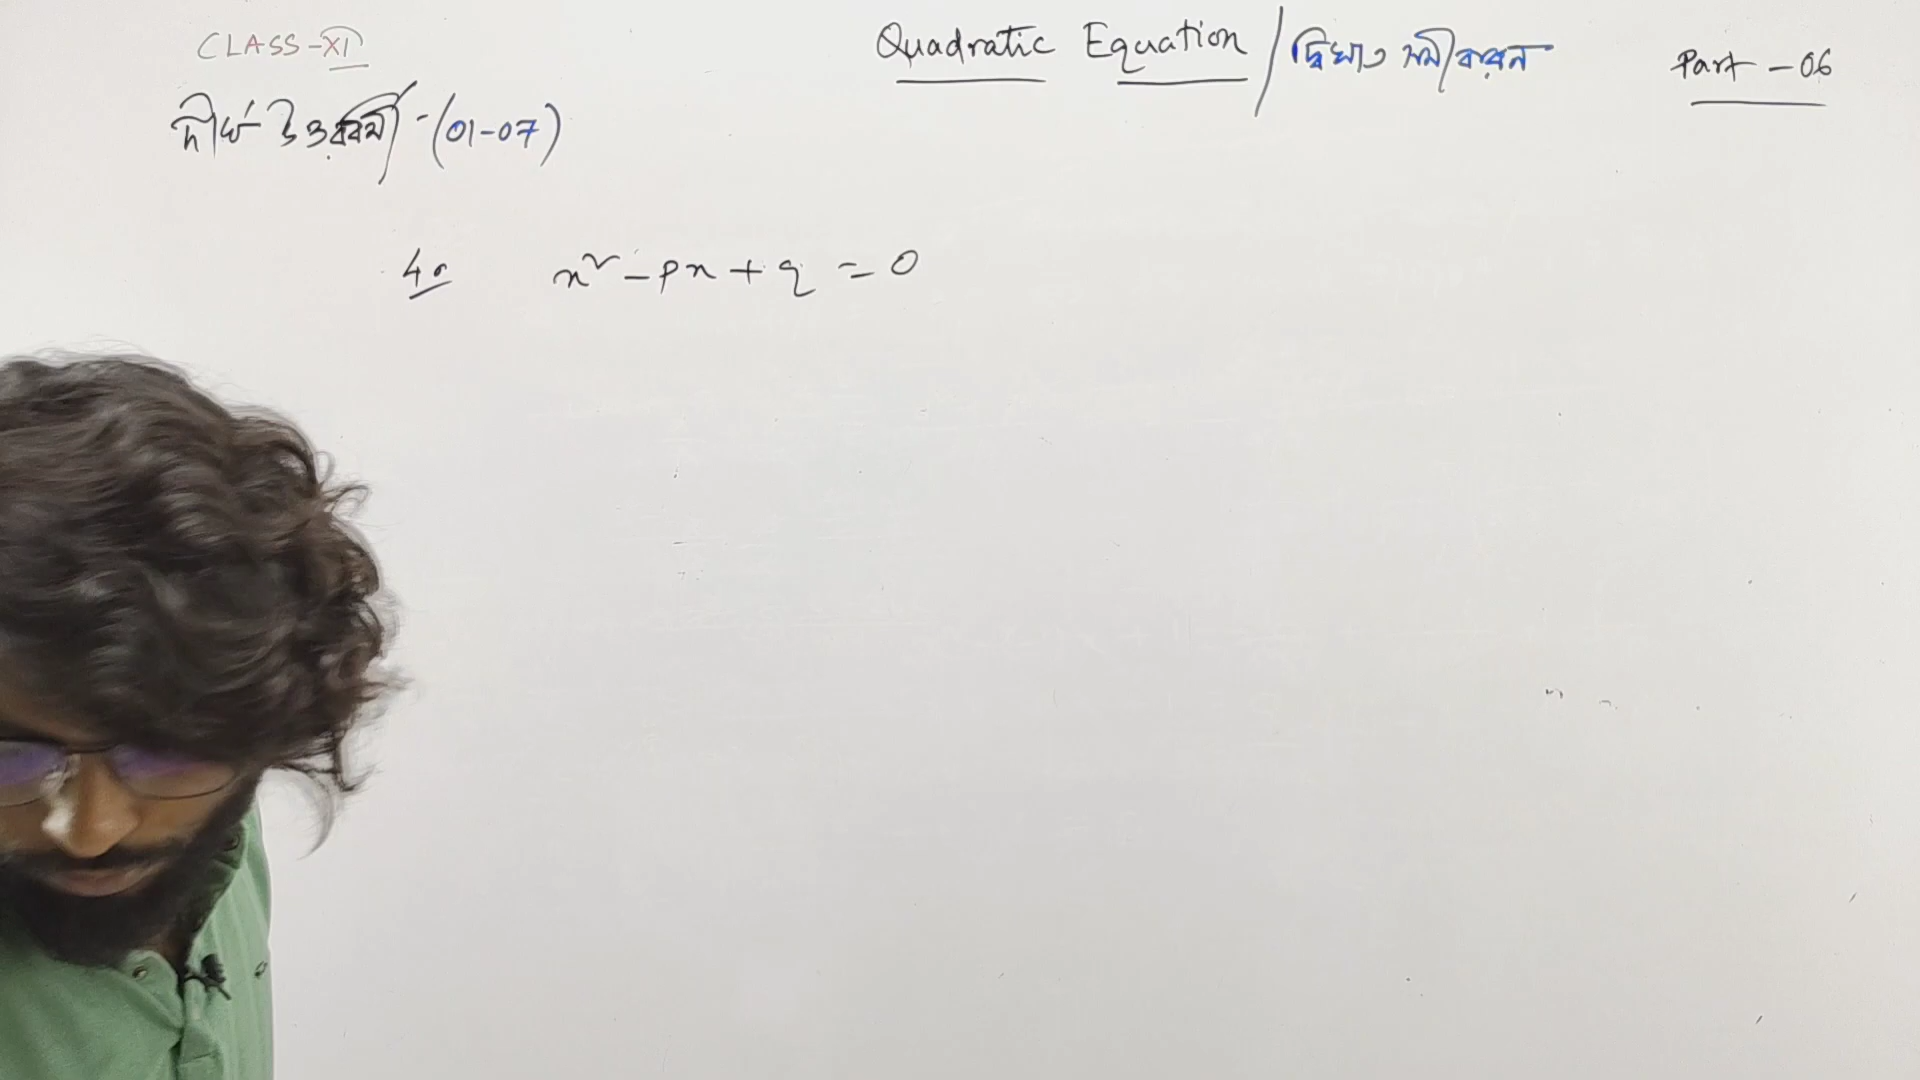 CLASS-XI
Quadratic Equation / দ্বিঘাত সমীকরণ
Part - 06
দীর্ঘ উত্তরধর্মী - (01-07)
4. x² - px + q = 0